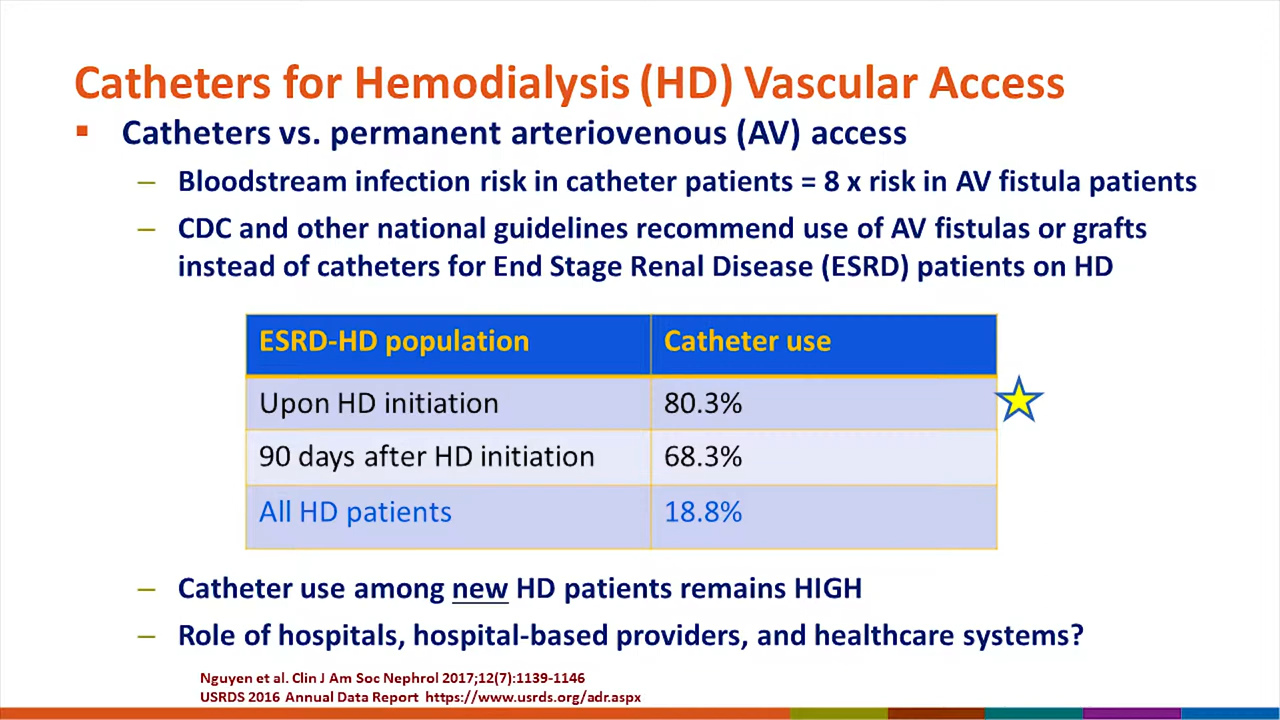 Catheters for Hemodialysis (HD) Vascular Access
Catheters vs. permanent arteriovenous (AV) access
– Bloodstream infection risk in catheter patients = 8 x risk in AV fistula patients
– CDC and other national guidelines recommend use of AV fistulas or grafts
instead of catheters for End Stage Renal Disease (ESRD) patients on HD
ESRD-HD population Catheter use
Upon HD initiation 80.3%
90 days after HD initiation 68.3%
All HD patients 18.8%
– Catheter use among new HD patients remains HIGH
– Role of hospitals, hospital-based providers, and healthcare systems?
Nguyen et al. Clin J Am Soc Nephrol 2017;12(7):1139-1146
USRDS 2016 Annual Data Report https://www.usrds.org/adr.aspx